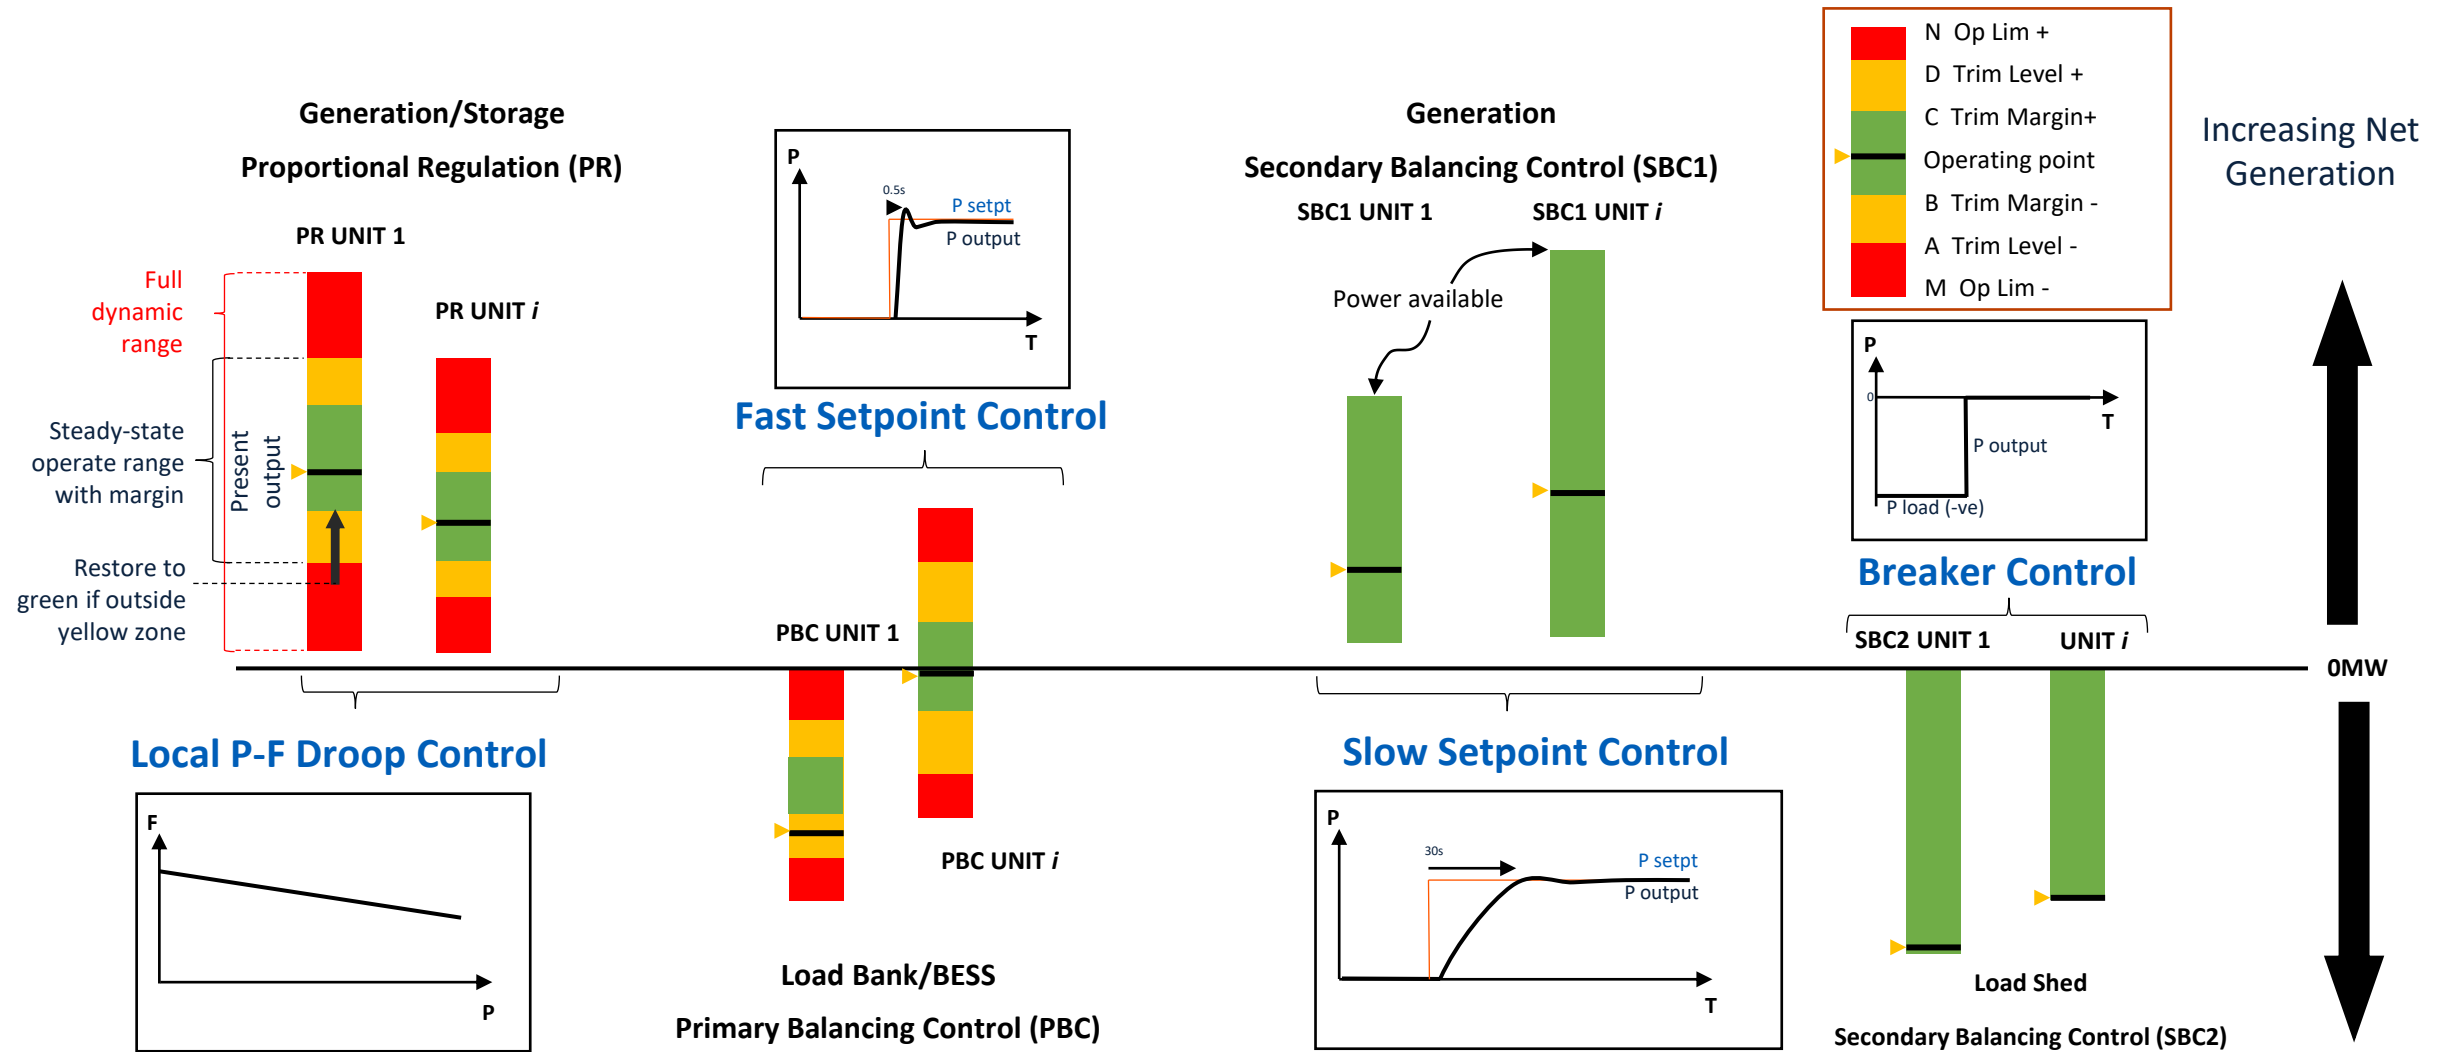 Generation/Storage
Proportional Regulation (PR)
PR UNIT 1
PR UNIT i
Full
dynamic
range
Steady-state
operate range
with margin
Present
output
Restore to
green if outside
yellow zone
Local P-F Droop Control
F
P
P
0.5s
P setpt
P output
T
Fast Setpoint Control
PBC UNIT 1
PBC UNIT i
Load Bank/BESS
Primary Balancing Control (PBC)
Generation
Secondary Balancing Control (SBC1)
SBC1 UNIT 1
SBC1 UNIT i
Power available
Slow Setpoint Control
P
30s
P setpt
P output
T
N Op Lim +
D Trim Level +
C Trim Margin+
Operating point
B Trim Margin -
A Trim Level -
M Op Lim -
P
0
T
P output
P load (-ve)
Breaker Control
SBC2 UNIT 1
UNIT i
Load Shed
Secondary Balancing Control (SBC2)
Increasing Net
Generation
0MW